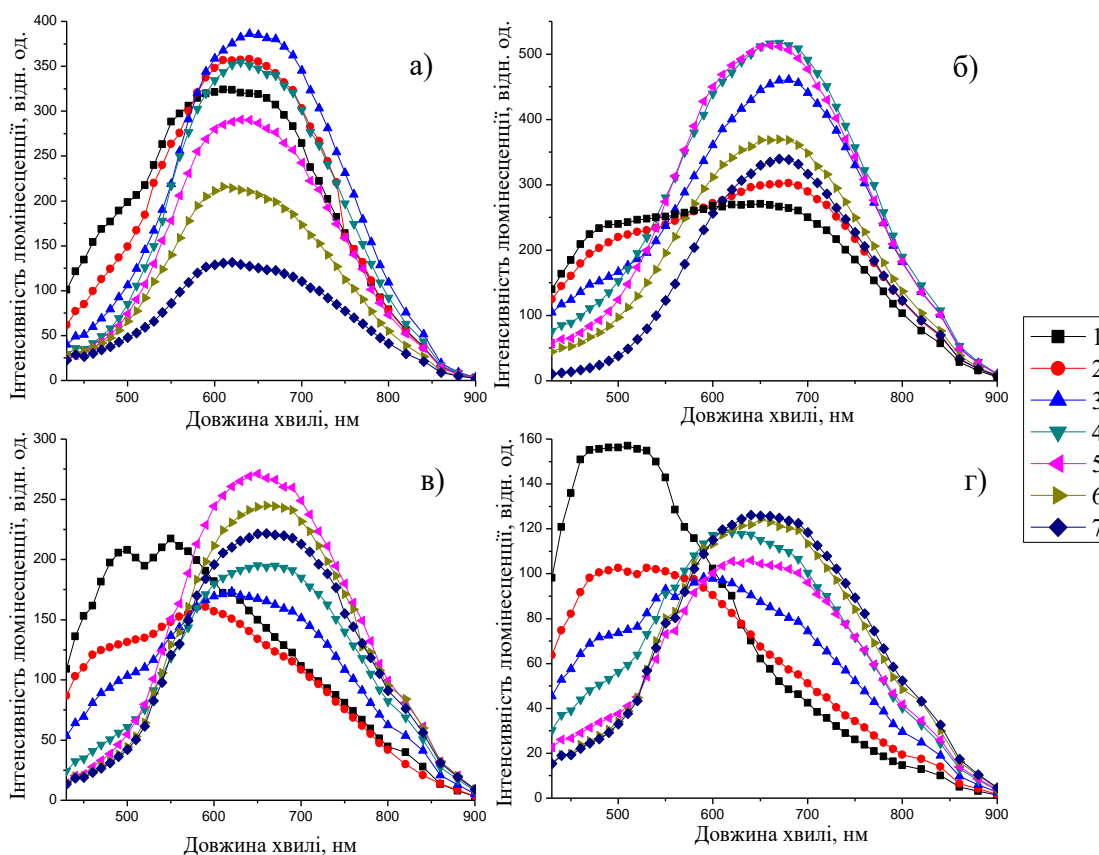 а)
Інтенсивність люмінесценції, відн. од.
400
350
300
250
200
150
100
50
0
500 600 700 800 900
Довжина хвилі, нм
б)
Інтенсивність люмінесценції, відн. од.
500
400
300
200
100
0
500 600 700 800 900
Довжина хвилі, нм
1
2
3
4
5
6
7
в)
Інтенсивність люмінесценції, відн. од.
300
250
200
150
100
50
0
500 600 700 800 900
Довжина хвилі, нм
г)
Інтенсивність люмінесценції, відн. од.
160
140
120
100
80
60
40
20
0
500 600 700 800 900
Довжина хвилі, нм